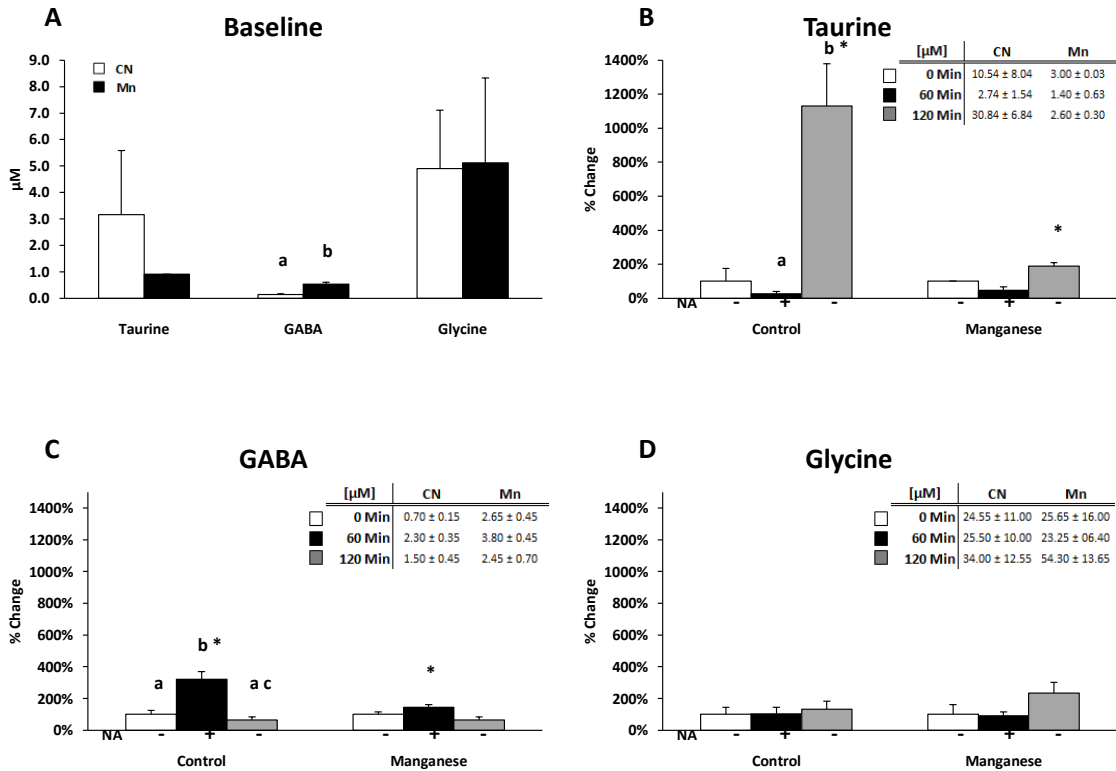 A
Baseline
9.0
8.0
7.0
6.0
5.0
4.0
3.0
2.0
1.0
0.0
µM
CN
Mn
a
b
Taurine GABA Glycine
B
Taurine
b *
[µM] CN Mn
0 Min 10.54 ± 8.04 3.00 ± 0.03
60 Min 2.74 ± 1.54 1.40 ± 0.63
120 Min 30.84 ± 6.84 2.60 ± 0.30
1400%
1200%
1000%
800%
600%
400%
200%
0%
% Change
a
*
NA - + - - + -
Control Manganese
C
GABA
[µM] CN Mn
0 Min 0.70 ± 0.15 2.65 ± 0.45
60 Min 2.30 ± 0.35 3.80 ± 0.45
120 Min 1.50 ± 0.45 2.45 ± 0.70
1400%
1200%
1000%
800%
600%
400%
200%
0%
% Change
a
b *
a c
*
NA - + - - + -
Control Manganese
D
Glycine
[µM] CN Mn
0 Min 24.55 ± 11.00 25.65 ± 16.00
60 Min 25.50 ± 10.00 23.25 ± 06.40
120 Min 34.00 ± 12.55 54.30 ± 13.65
1400%
1200%
1000%
800%
600%
400%
200%
0%
% Change
NA - + - - + -
Control Manganese